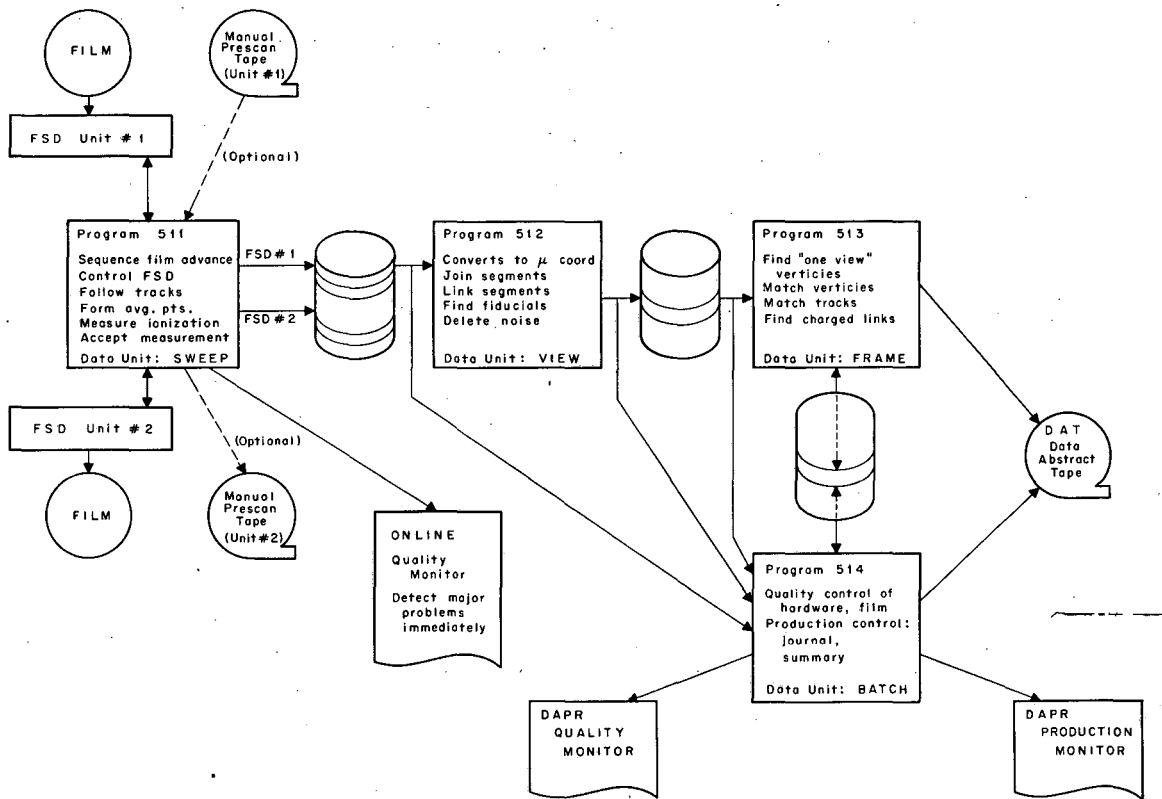 FILM
Manual
Prescan
Tape
(Unit #1)
FSD Unit #1
(Optional)
Program 511
Sequence film advance
Control FSD
Follow tracks
Form avg. pts.
Measure ionization
Accept measurement
Data Unit: SWEEP
FSD#1
FSD#2
Program 512
Converts to μ coord
Join segments
Link segments
Find fiducials
Delete noise
Data Unit: VIEW
Program 513
Find "one view"
verticies
Match verticies
Match tracks
Find charged links
Data Unit: FRAME
FSD Unit #2
(Optional)
FILM
Manual
Prescan
Tape
(Unit#2)
ONLINE
Quality
Monitor
Detect major
problems
immediately
DAT
Data
Abstract
Tape
Program 514
Quality control of
hardware, film
Production control:
journal,
summary
Data Unit: BATCH
DAPR
QUALITY
MONITOR
DAPR
PRODUCTION
MONITOR